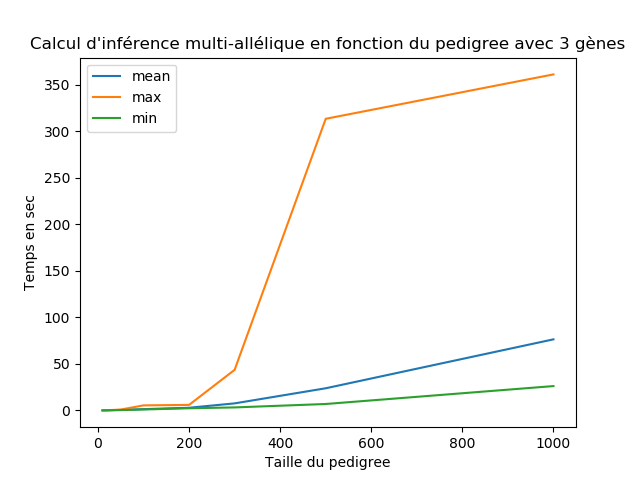 Calcul d'inférence multi-allélique en fonction du pedigree avec 3 gènes
mean
max
min
Temps en sec
350
300
250
200
150
100
50
0
0 200 400 600 800 1000
Taille du pedigree